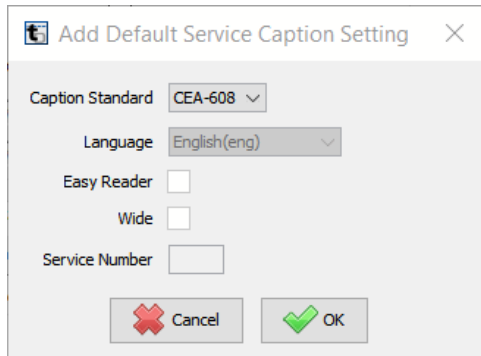 Add Default Service Caption Setting
Caption Standard CEA-608
Language English(eng)
Easy Reader
Wide
Service Number
Cancel OK